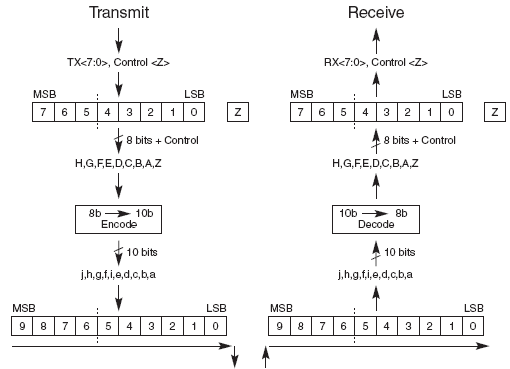 Transmit
TX<7:0>, Control <Z>
MSB LSB
7 6 5 4 3 2 1 0 Z
8 bits + Control
H,G,F,E,D,C,B,A,Z
8b 10b
Encode
10 bits
j,h,g,f,i,e,d,c,b,a
MSB LSB
9 8 7 6 5 4 3 2 1 0
Receive
RX<7:0>, Control <Z>
MSB LSB
7 6 5 4 3 2 1 0 Z
8 bits + Control
H,G,F,E,D,C,B,A,Z
10b 8b
Decode
10 bits
j,h,g,f,i,e,d,c,b,a
MSB LSB
9 8 7 6 5 4 3 2 1 0